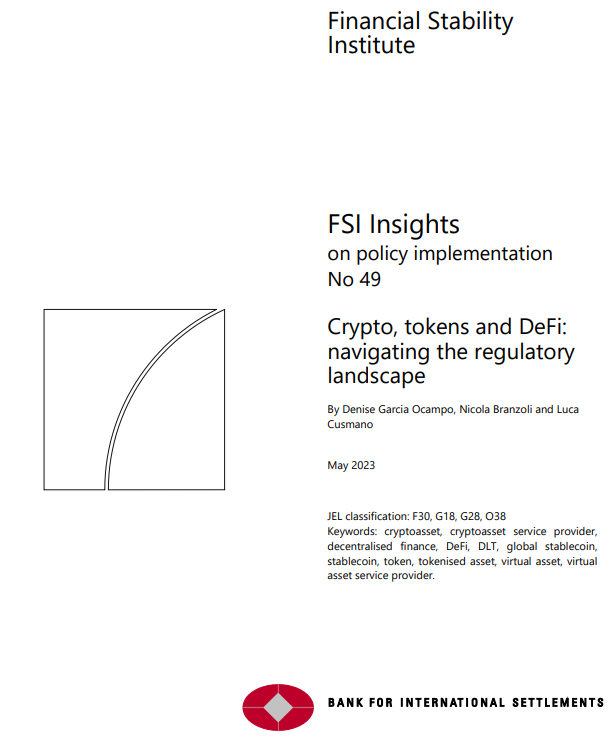 Financial Stability
Institute
FSI Insights
on policy implementation
No 49
Crypto, tokens and DeFi:
navigating the regulatory
landscape
By Denise Garcia Ocampo, Nicola Branzoli and Luca
Cusmano
May 2023
JEL classification: F30, G18, G28, O38
Keywords: cryptoasset, cryptoasset service provider,
decentralised finance, DeFi, DLT, global stablecoin,
stablecoin, token, tokenised asset, virtual asset, virtual
asset service provider.
BANK FOR INTERNATIONAL SETTLEMENTS